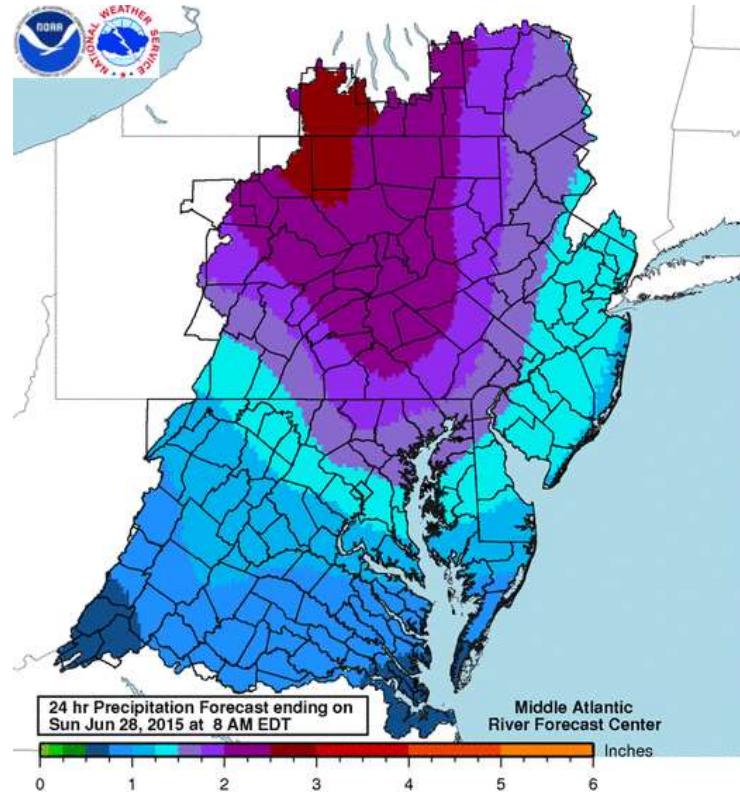 NOAA
NATIONAL WEATHER SERVICE
24 hr Precipitation Forecast ending on
Sun Jun 28, 2015 at 8 AM EDT
Middle Atlantic
River Forecast Center
Inches
0 1 2 3 4 5 6